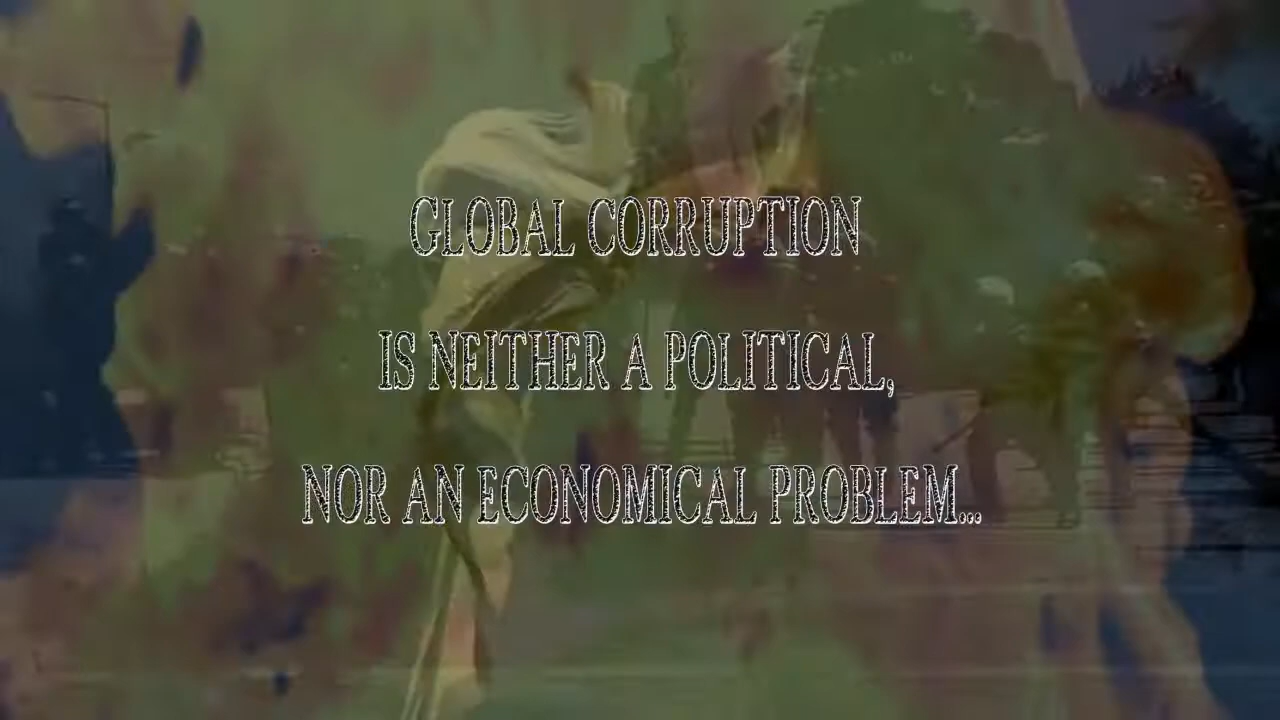 GLOBAL CORRUPTION
IS NEITHER A POLITICAL,
NOR AN ECONOMICAL PROBLEM...